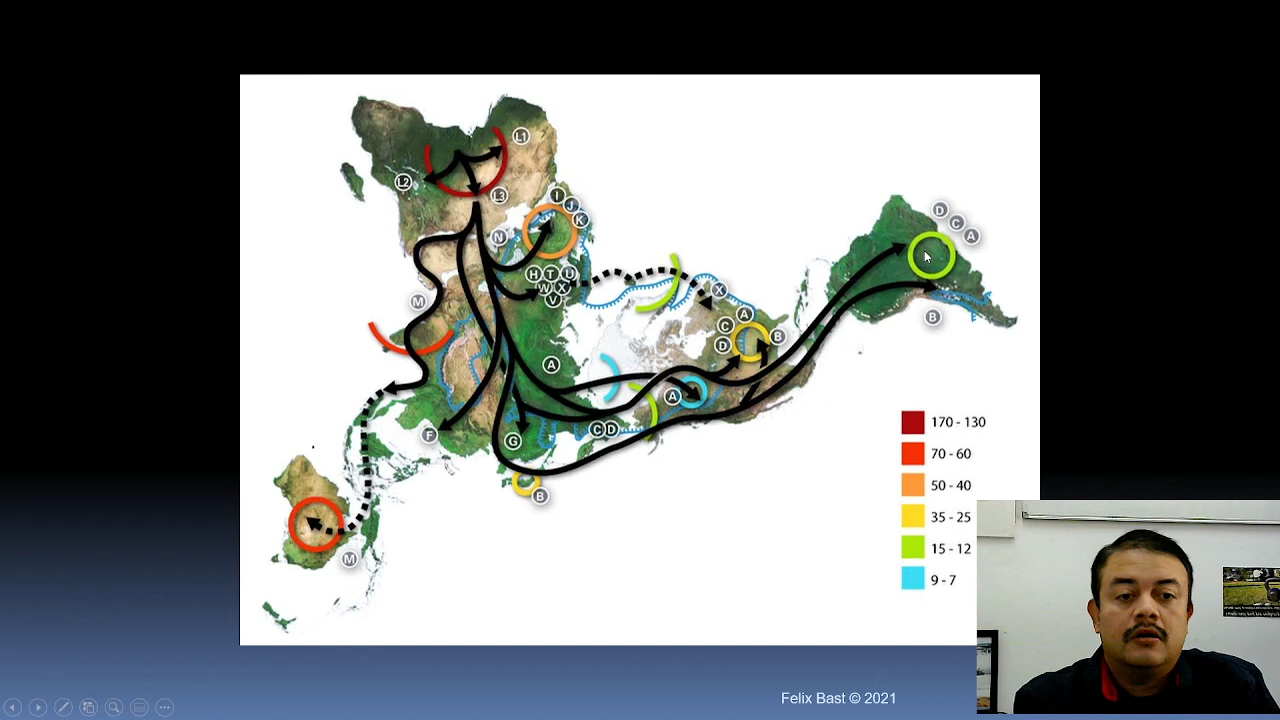 L1
L2
L3
I
J
K
N
H T U
W X
V
M
X
A
C
D
B
A
A
F
G
C D
B
M
D
C
A
B
170 - 130
70 - 60
50 - 40
35 - 25
15 - 12
9 - 7
Felix Bast © 2021